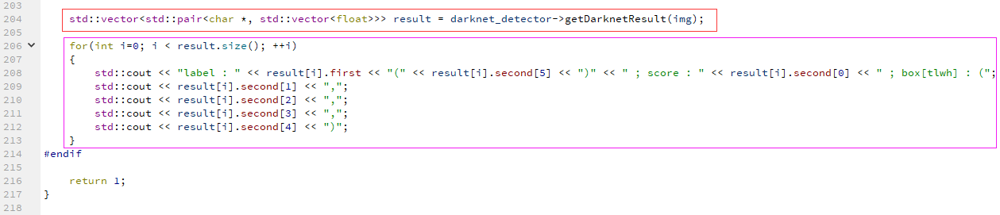 203
204 std::vector<std::pair<char *, std::vector<float>>> result = darknet_detector->getDarknetResult(img);
205
206 for(int i=0; i < result.size(); ++i)
207 {
208 std::cout << "label : " << result[i].first << "(" << result[i].second[5] << ")" << " ; score : " << result[i].second[0] << " ; box[tlwh] : (";
209 std::cout << result[i].second[1] << ",";
210 std::cout << result[i].second[2] << ",";
211 std::cout << result[i].second[3] << ",";
212 std::cout << result[i].second[4] << ")";
213 }
214 #endif
215
216 return 1;
217 }
218